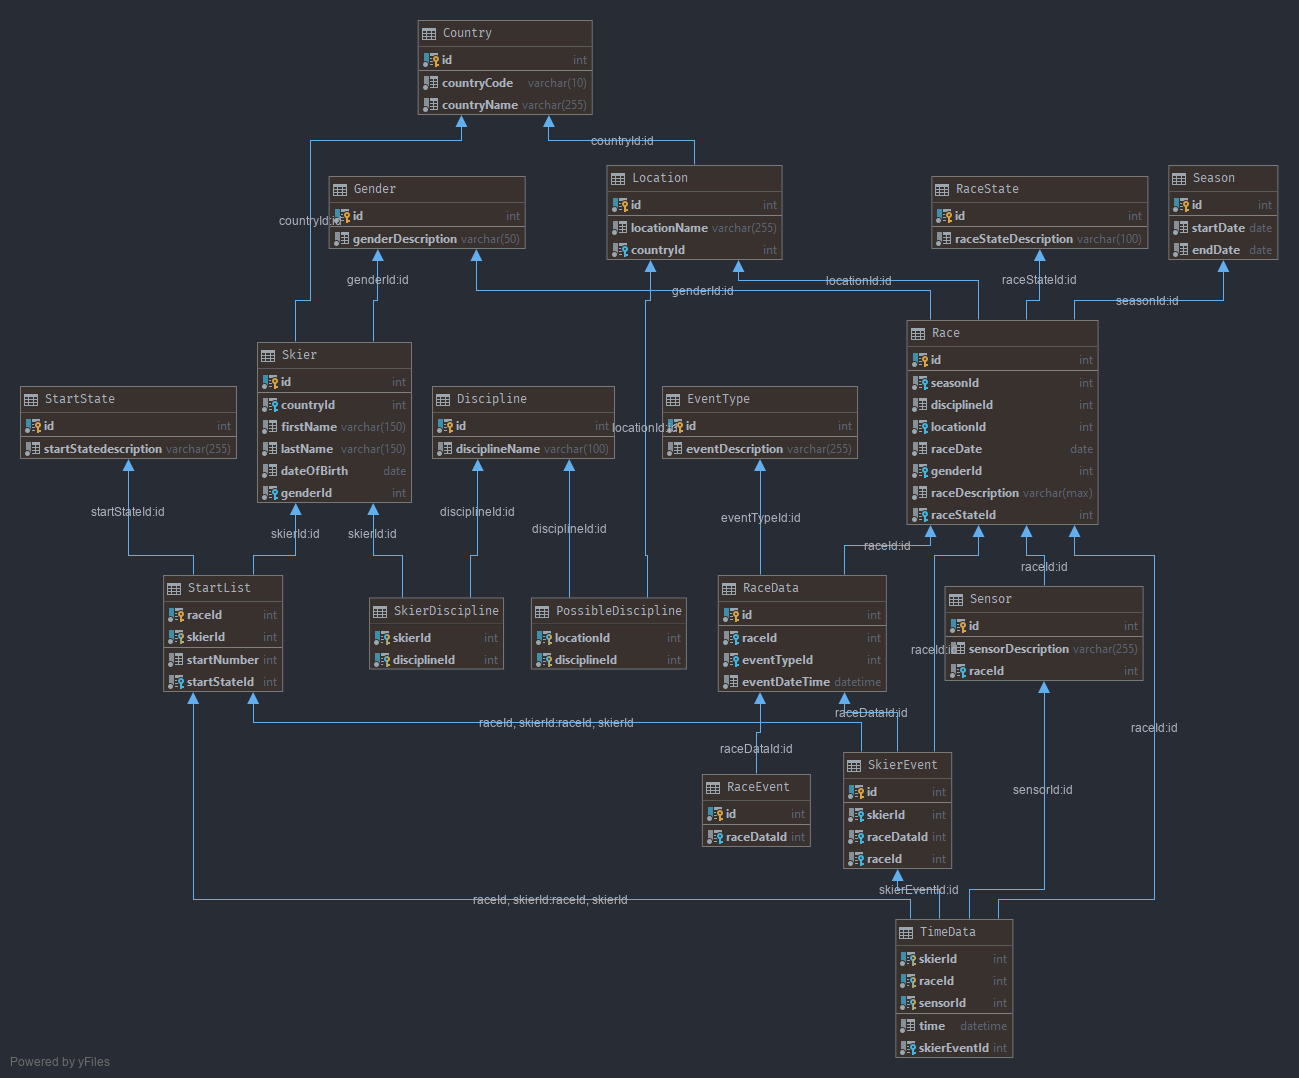 Country
id int
countryCode varchar(10)
countryName varchar(255)
countryId:id
Gender
id int
genderDescription varchar(50)
countryId:id
Location
id int
locationName varchar(255)
countryId int
RaceState
id int
raceStateDescription varchar(100)
Season
id int
startDate date
endDate date
genderId:id
genderId:id
locationId:id
raceStateId:id
seasonId:id
Skier
id int
countryId int
firstName varchar(150)
lastName varchar(150)
dateOfBirth date
genderId int
Race
id int
seasonId int
disciplineId int
locationId int
raceDate date
genderId int
raceDescription varchar(max)
raceStateId int
StartState
id int
startStatedescription varchar(255)
Discipline
id int
disciplineName varchar(100)
locationId:id
EventType
id int
eventDescription varchar(255)
startStateId:id
skierId:id
skierId:id
disciplineId:id
disciplineId:id
eventTypeId:id
raceId:id
raceId:id
StartList
raceId int
skierId int
startNumber int
startStateId int
SkierDiscipline
skierId int
disciplineId int
PossibleDiscipline
locationId int
disciplineId int
RaceData
id int
raceId int
eventTypeId int
eventDateTime datetime
Sensor
id int
sensorDescription varchar(255)
raceId int
raceId:id
raceId, skierId:raceId, skierId
raceDataId:id
raceDataId:id
raceId:id
SkierEvent
id int
skierId int
raceDataId int
raceId int
RaceEvent
id int
raceDataId int
sensorId:id
skierEventId:id
raceId, skierId:raceId, skierId
TimeData
skierId int
raceId int
sensorId int
time datetime
skierEventId int
Powered by yFiles